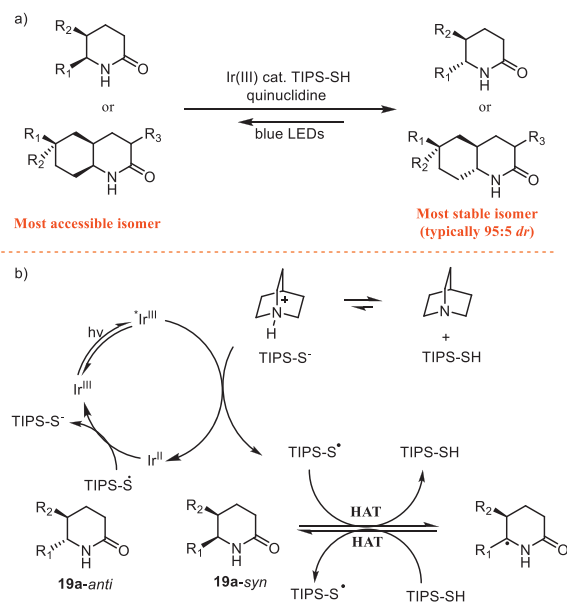 a)
R2
R1
N
H
O
or
R1
R2
R3
N
H
O
Most accessible isomer
Ir(III) cat. TIPS-SH
quinuclidine
blue LEDs
R2
R1
N
H
O
or
R1
R2
R3
N
H
O
Most stable isomer
(typically 95:5 dr)
b)
*IrIII
hν
IrIII
TIPS-S-
IrII
TIPS-S•
+
N
H
TIPS-S-
N
+
TIPS-SH
TIPS-S•
TIPS-SH
HAT
HAT
TIPS-S•
TIPS-SH
R2
R1
N
H
O
19a-anti
R2
R1
N
H
O
19a-syn
R2
R1
•
N
H
O